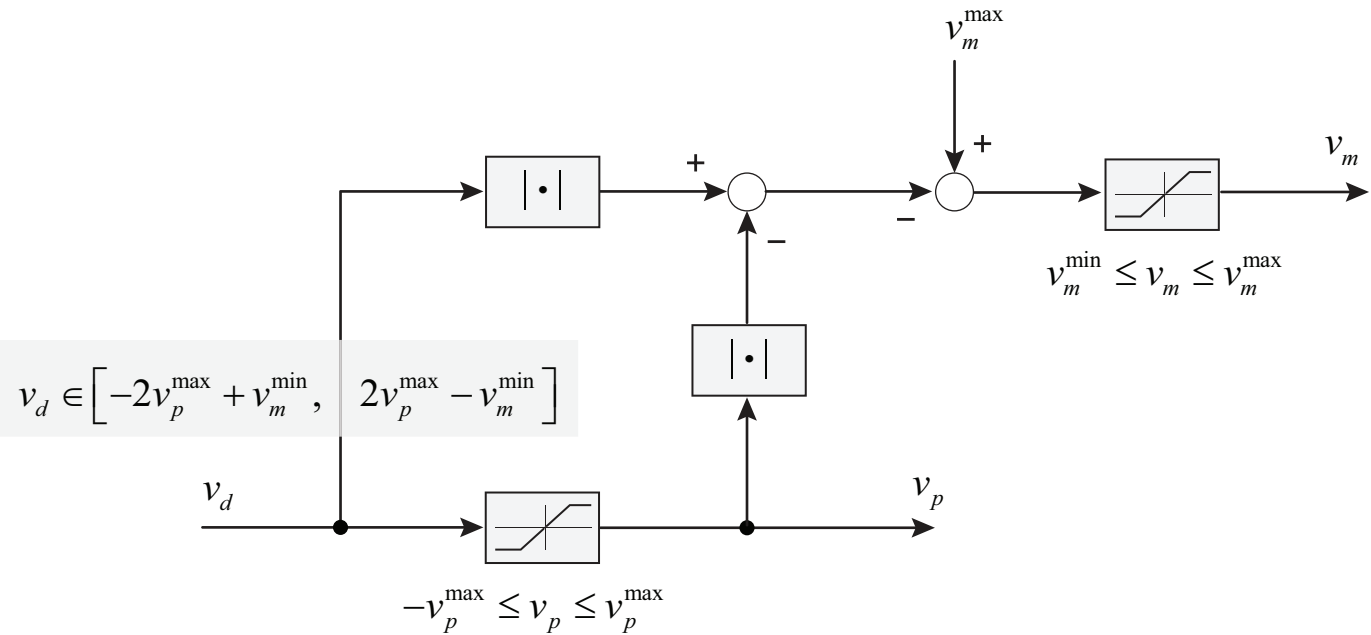 v_m^max
+
+
v_m
|•|
−
−
v_m^min ≤ v_m ≤ v_m^max
|•|
v_d ∈ [−2v_p^max + v_m^min, 2v_p^max − v_m^min]
v_d
v_p
−v_p^max ≤ v_p ≤ v_p^max